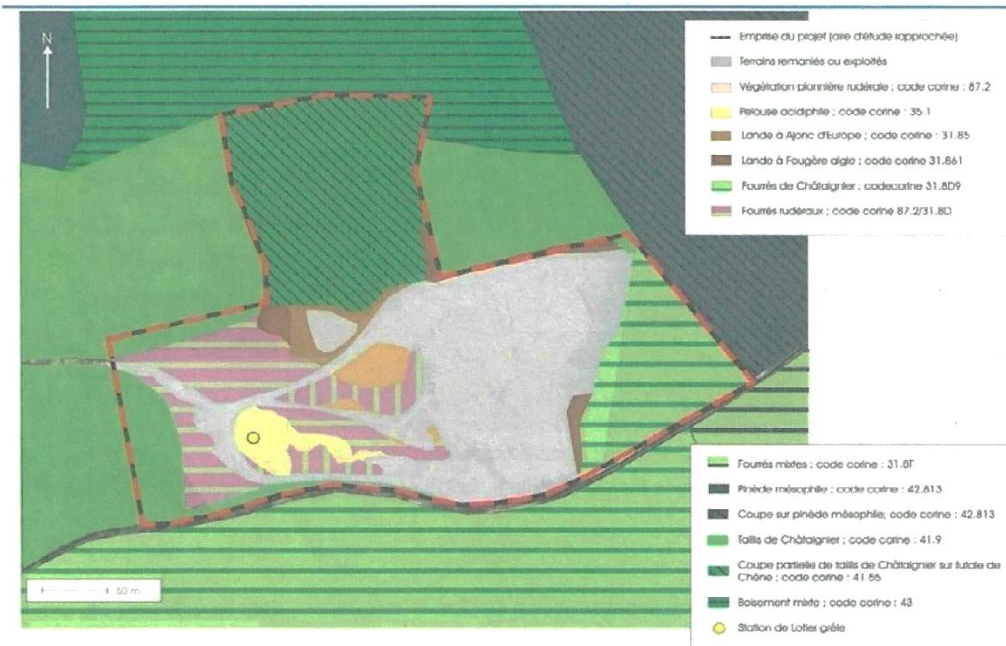 N
Emprise du projet (aire d'étude rapprochée)
Terrains remaniés ou exploités
Végétation pionnière rudérale ; code corine : 87.2
Pelouse acidiphile ; code corine : 35.1
Lande à Ajonc d'Europe ; code corine : 31.85
Lande à Fougère aigle ; code corine 31.861
Fourrés de Châtaignier ; codecorine 31.8D9
Fourrés rudéraux ; code corine 87.2/31.8D
Fourrés mixtes ; code corine : 31.8F
Pinède mésophile ; code corine : 42.813
Coupe sur pinède mésophile; code corine : 42.813
Taillis de Châtaignier ; code corine : 41.9
Coupe partielle de taillis de Châtaignier sur futaie de
Chêne ; code corine : 41.55
Boisement mixte ; code corine : 43
Station de Lotier grêle
50 m